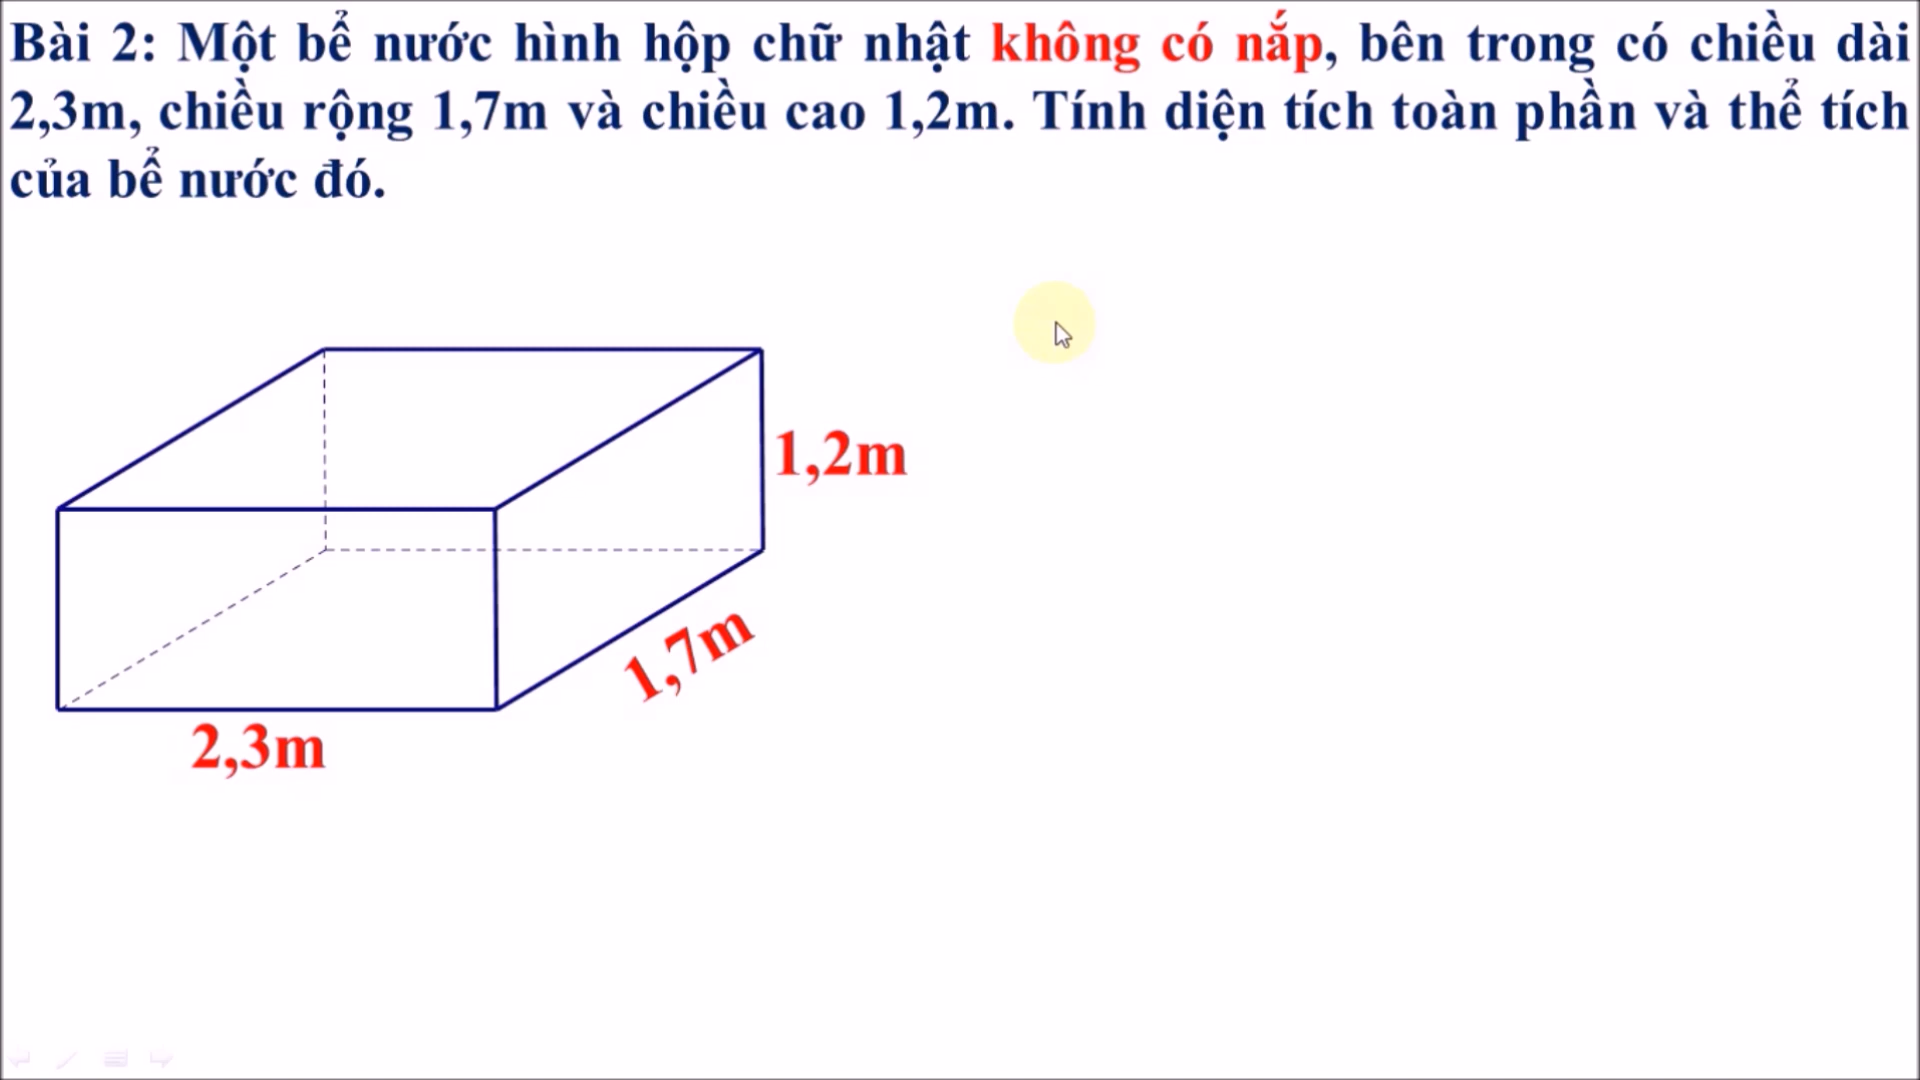 Bài 2: Một bể nước hình hộp chữ nhật không có nắp, bên trong có chiều dài
2,3m, chiều rộng 1,7m và chiều cao 1,2m. Tính diện tích toàn phần và thể tích
của bể nước đó.
1,2m
1,7m
2,3m